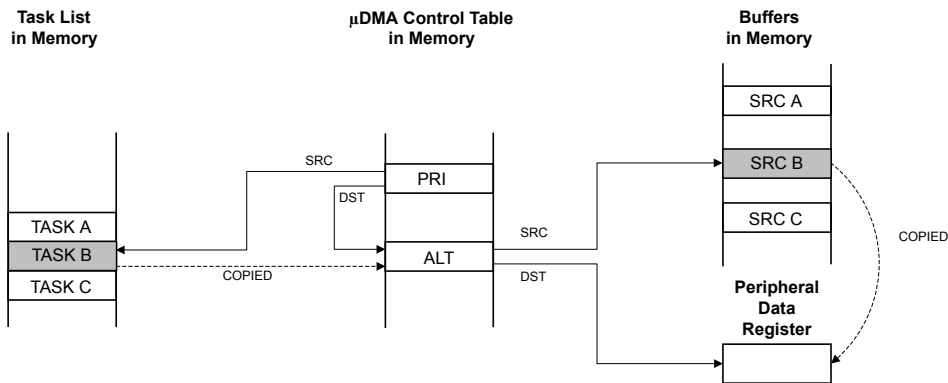 Task List
in Memory
µDMA Control Table
in Memory
Buffers
in Memory
SRC A
SRC
PRI
SRC B
DST
TASK A
SRC C
SRC
COPIED
TASK B
ALT
COPIED
DST
TASK C
Peripheral
Data
Register